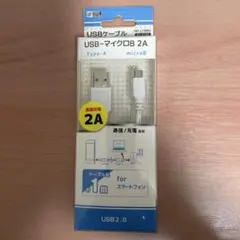 USBケーブル
USB-マイクロB 2A
Type-A
microB
2A
通信/充電
for
スマートフォン
USB2.0